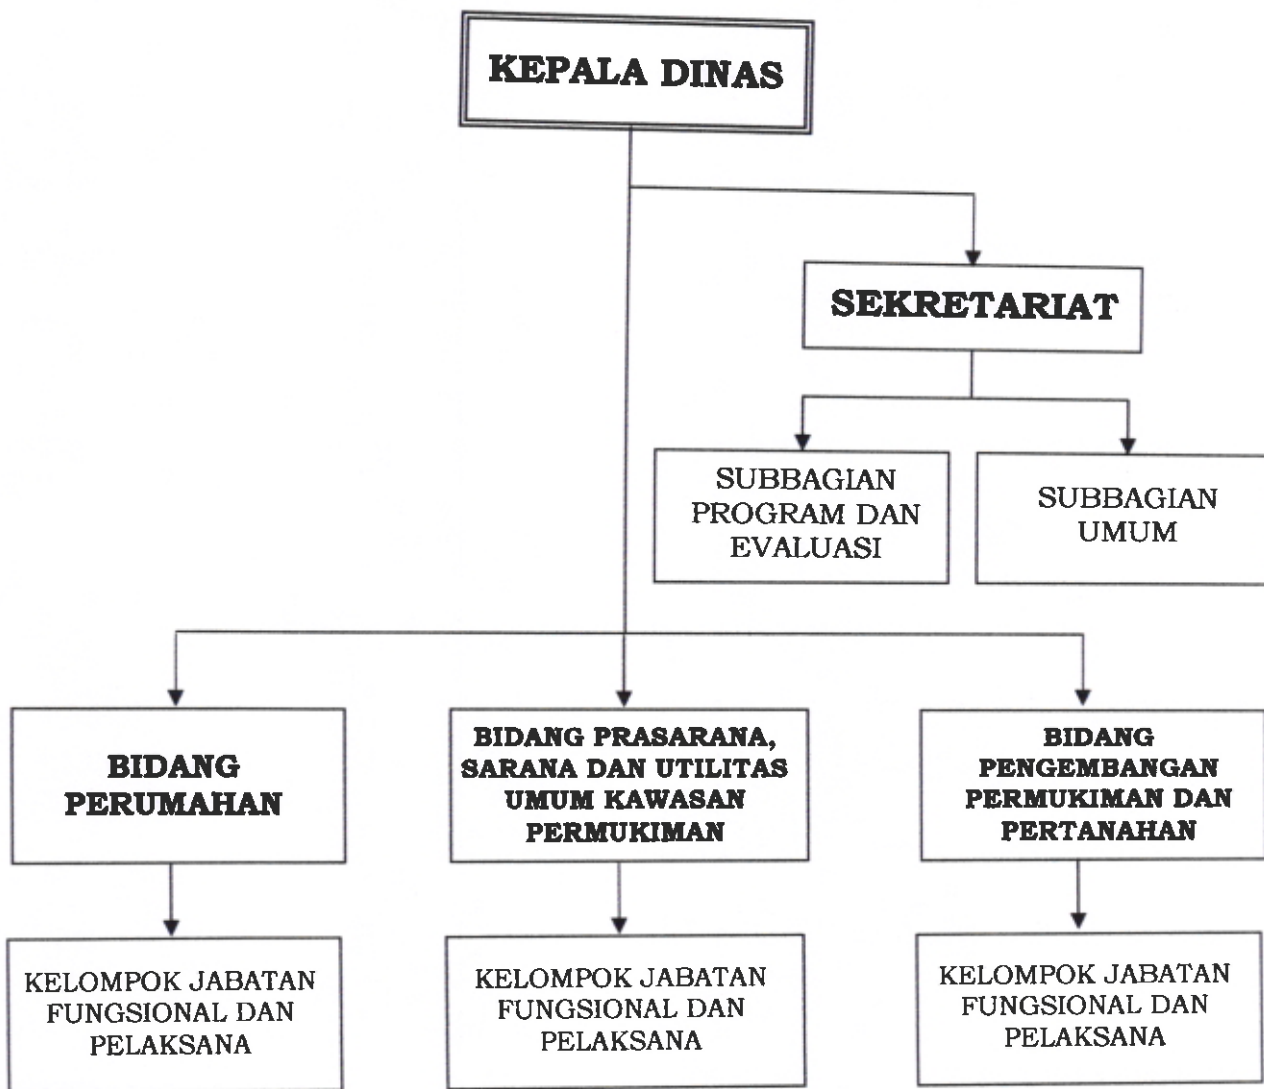 KEPALA DINAS
SEKRETARIAT
SUBBAGIAN
PROGRAM DAN
EVALUASI
SUBBAGIAN
UMUM
BIDANG
PERUMAHAN
BIDANG PRASARANA,
SARANA DAN UTILITAS
UMUM KAWASAN
PERMUKIMAN
BIDANG
PENGEMBANGAN
PERMUKIMAN DAN
PERTANAHAN
KELOMPOK JABATAN
FUNGSIONAL DAN
PELAKSANA
KELOMPOK JABATAN
FUNGSIONAL DAN
PELAKSANA
KELOMPOK JABATAN
FUNGSIONAL DAN
PELAKSANA